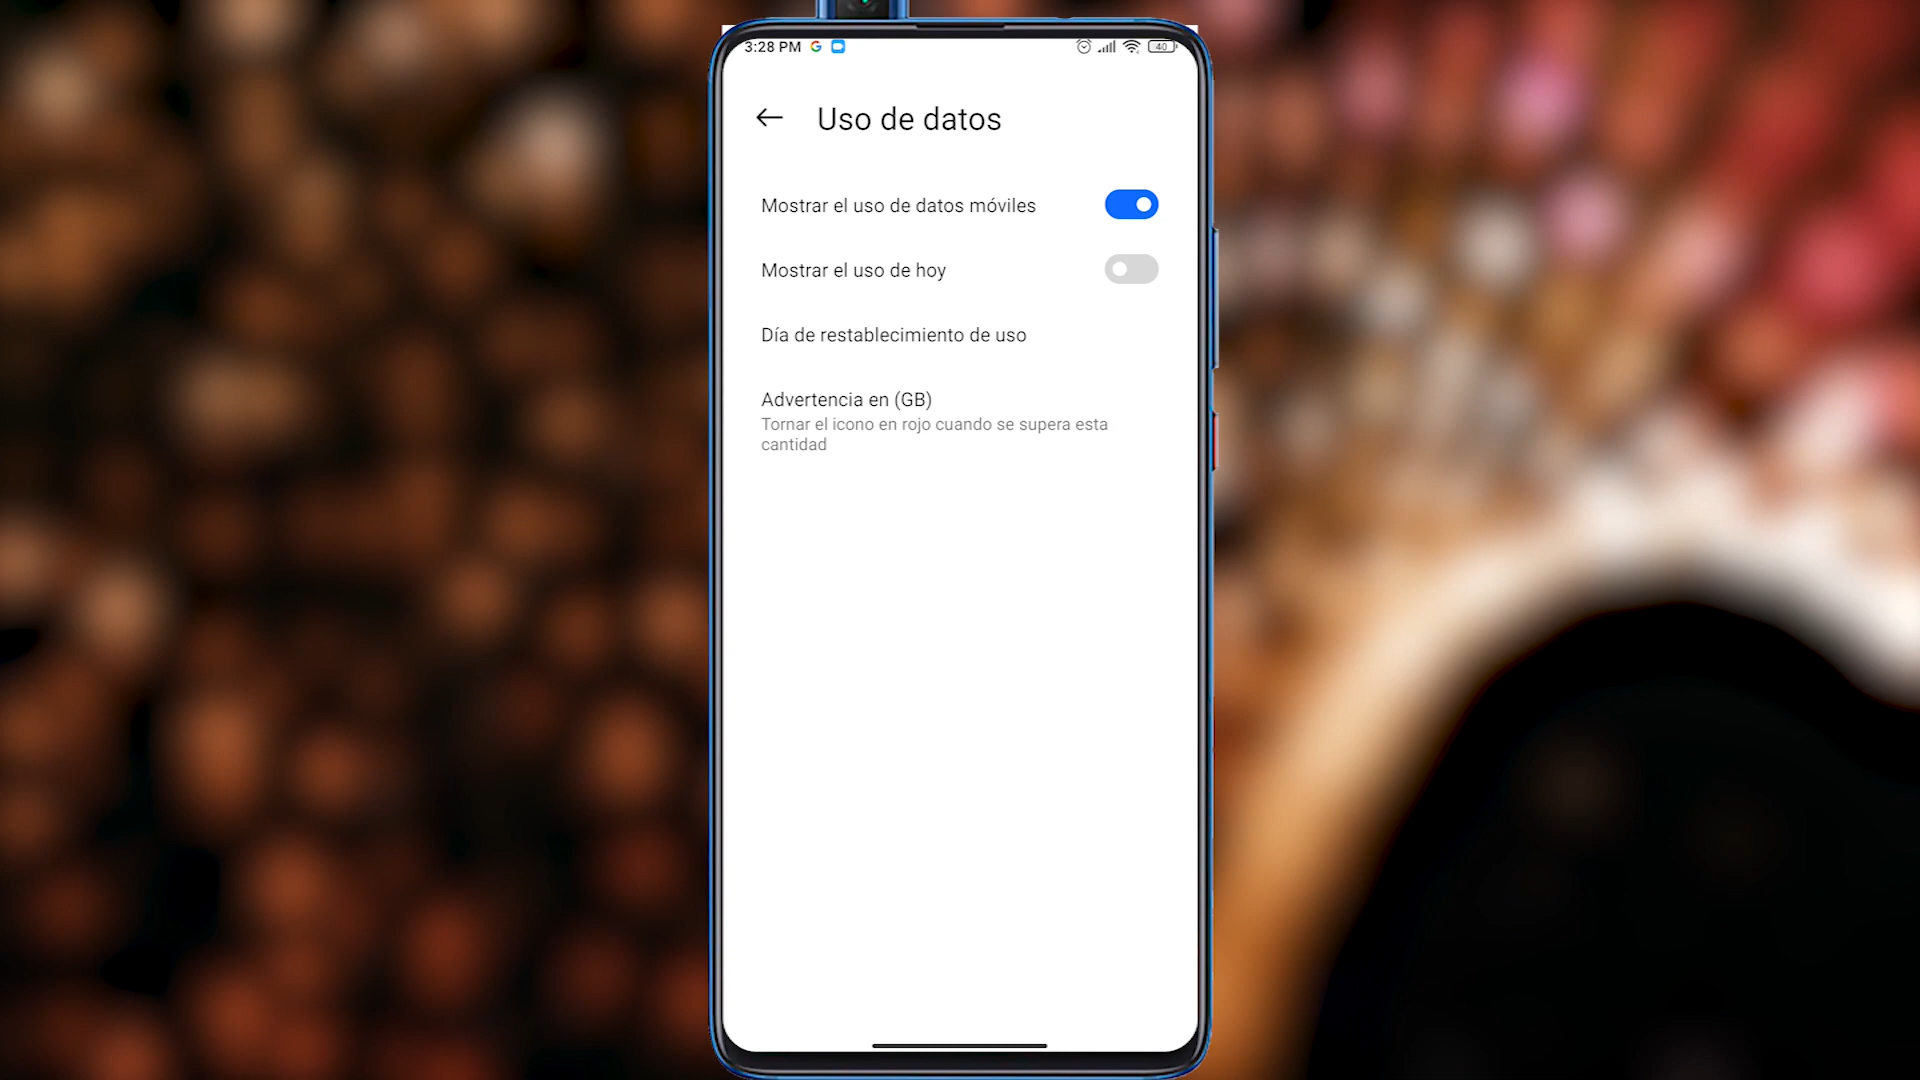 3:28 PM
40
Uso de datos
Mostrar el uso de datos móviles
Mostrar el uso de hoy
Día de restablecimiento de uso
Advertencia en (GB)
Tornar el icono en rojo cuando se supera esta
cantidad